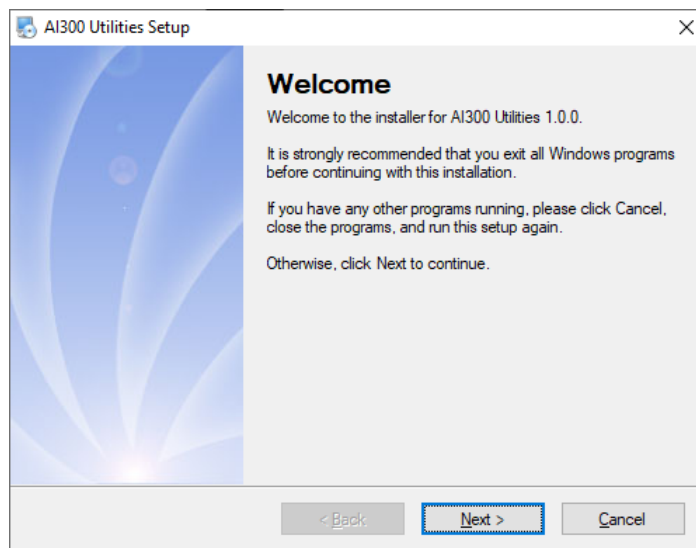 AI300 Utilities Setup
Welcome
Welcome to the installer for AI300 Utilities 1.0.0.
It is strongly recommended that you exit all Windows programs
before continuing with this installation.
If you have any other programs running, please click Cancel,
close the programs, and run this setup again.
Otherwise, click Next to continue.
< Back
Next >
Cancel